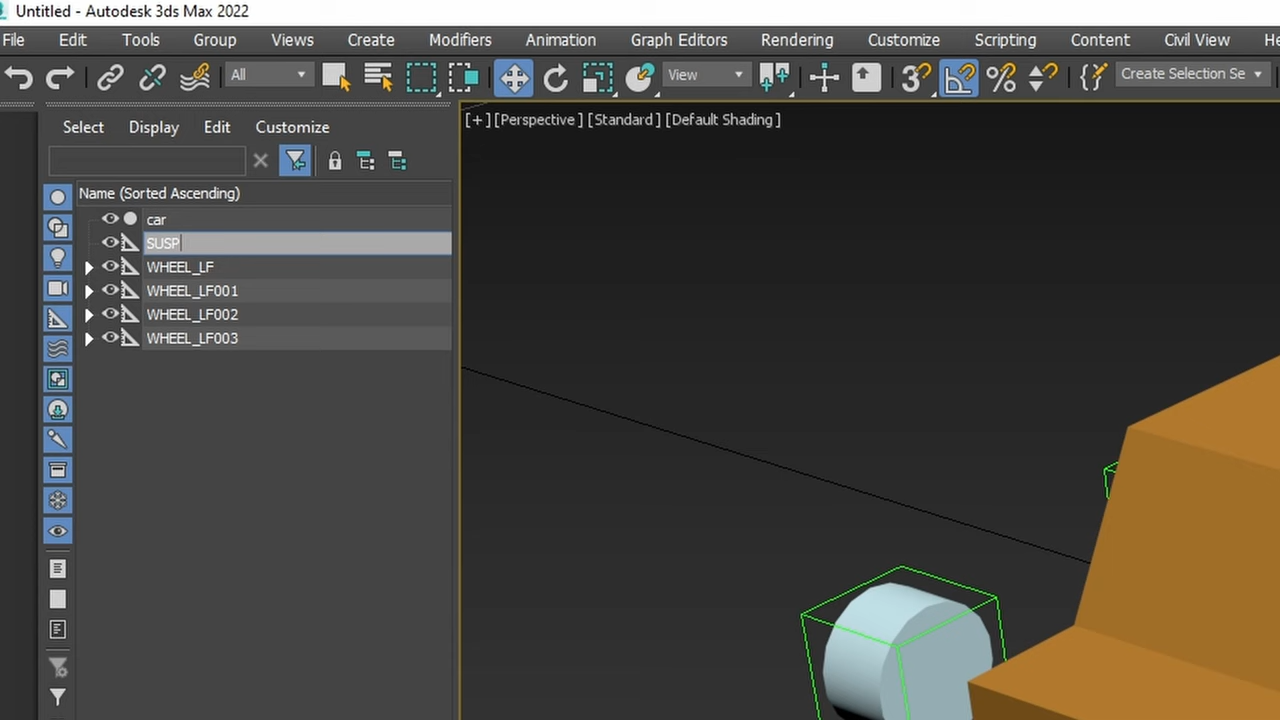 Untitled - Autodesk 3ds Max 2022
File Edit Tools Group Views Create Modifiers Animation Graph Editors Rendering Customize Scripting Content Civil View He
All View Create Selection Se
[+] [Perspective ] [Standard ] [Default Shading ]
Select Display Edit Customize
Name (Sorted Ascending)
car
SUSP
WHEEL_LF
WHEEL_LF001
WHEEL_LF002
WHEEL_LF003